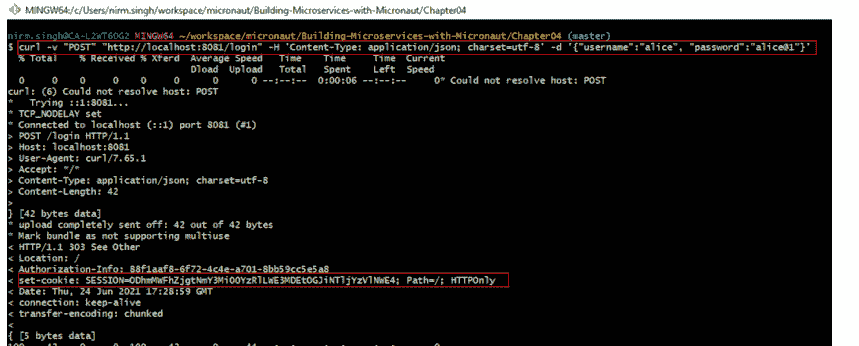 MINGW64:/c/Users/nirm.singh/workspace/micronaut/Building-Microservices-with-Micronaut/Chapter04
nirm.singh@CA-L2WT6OG2 MINGW64 ~/workspace/micronaut/Building-Microservices-with-Micronaut/Chapter04 (master)
$ curl -v "POST" "http://localhost:8081/login" -H 'Content-Type: application/json; charset=utf-8' -d '{"username":"alice", "password":"alice@1"}'
% Total % Received % Xferd Average Speed Time Time Time Current
Dload Upload Total Spent Left Speed
0 0 0 0 0 0 0 0 --:--:-- 0:00:06 --:--:-- 0* Could not resolve host: POST
curl: (6) Could not resolve host: POST
* Trying ::1:8081...
* TCP_NODELAY set
* Connected to localhost (::1) port 8081 (#1)
> POST /login HTTP/1.1
> Host: localhost:8081
> User-Agent: curl/7.65.1
> Accept: "/"
> Content-Type: application/json; charset=utf-8
> Content-Length: 42
>
} [42 bytes data]
* upload completely sent off: 42 out of 42 bytes
* Mark bundle as not supporting multiuse
< HTTP/1.1 303 See Other
< Location: /
< Authorization-Info: 88f1aaf8-6f72-4c4e-a701-8bb59cc5e5a8
< set-cookie: SESSION=ODhmMWFhZjgtNmY3Mi00YzRlLWE3MDEtOGJiNTljYzVlNWE4; Path=/; HTTPOnly
< Date: Thu, 24 Jun 2021 17:28:59 GMT
< connection: keep-alive
< transfer-encoding: chunked
<
{ [5 bytes data]